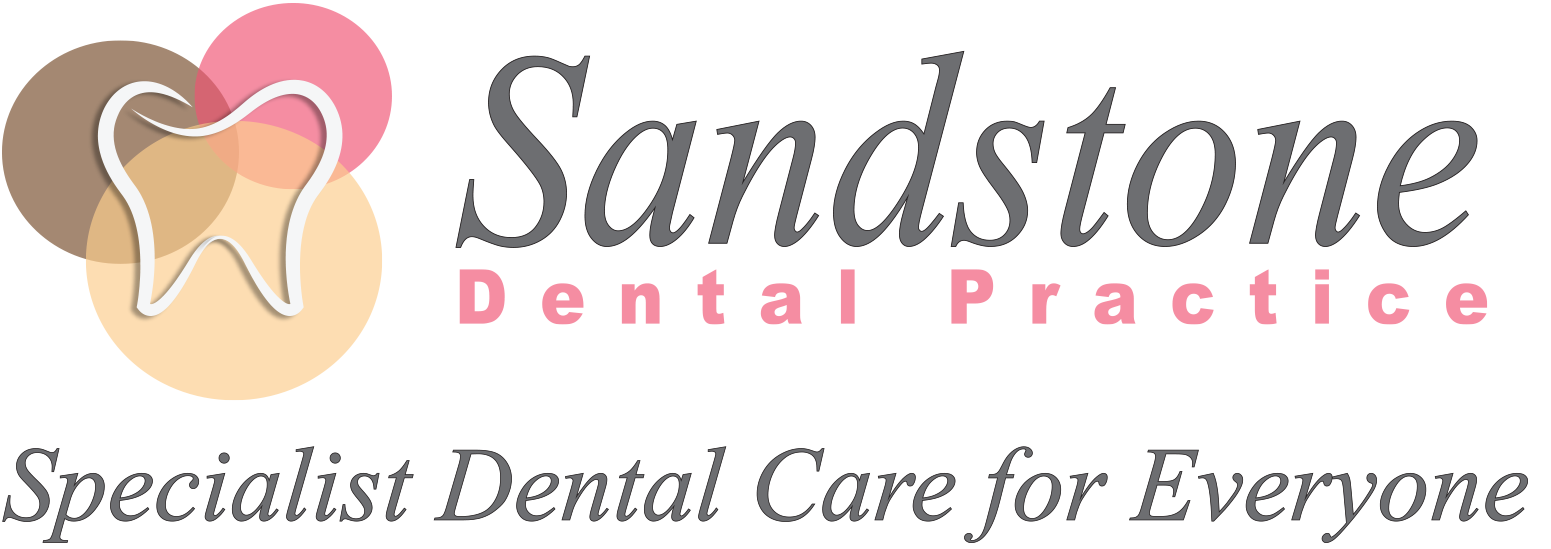 Sandstone
Dental Practice
Specialist Dental Care for Everyone